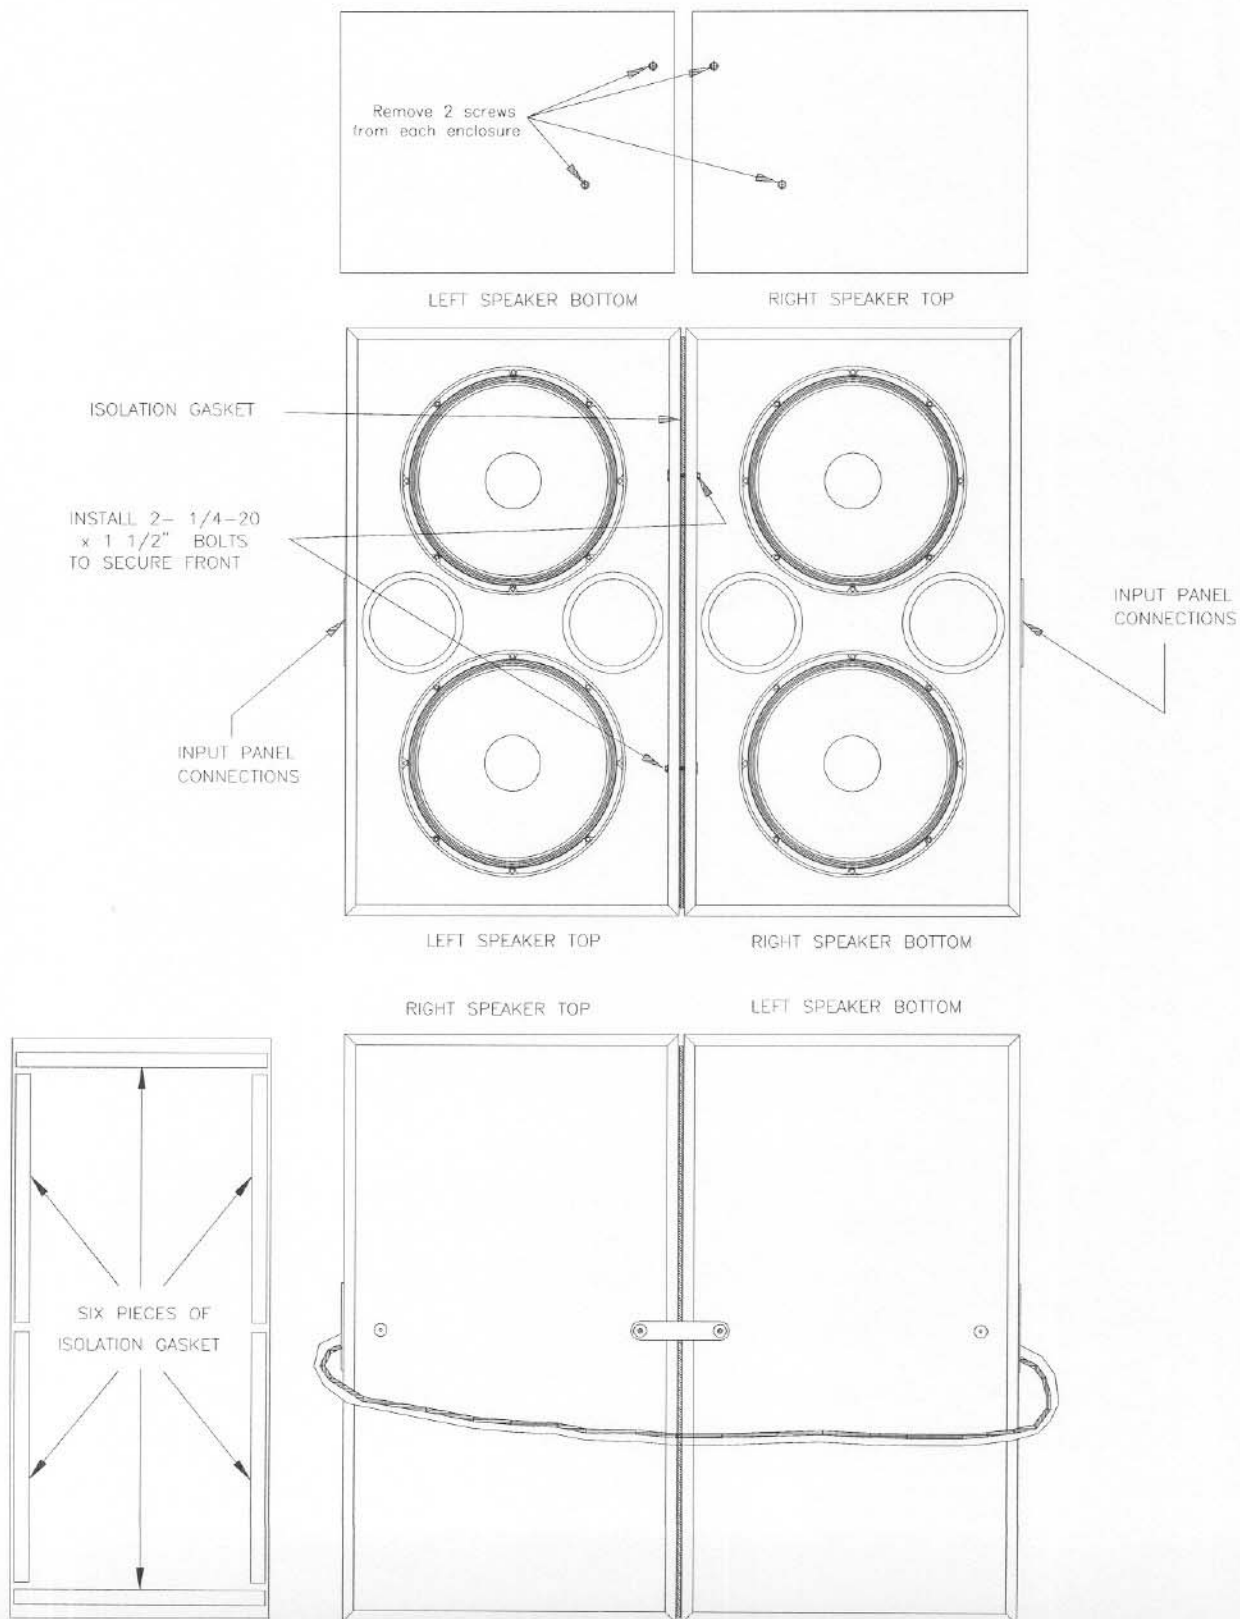 Remove 2 screws
from each enclosure
LEFT SPEAKER BOTTOM
RIGHT SPEAKER TOP
ISOLATION GASKET
INSTALL 2- 1/4-20
x 1 1/2" BOLTS
TO SECURE FRONT
INPUT PANEL
CONNECTIONS
INPUT PANEL
CONNECTIONS
LEFT SPEAKER TOP
RIGHT SPEAKER BOTTOM
RIGHT SPEAKER TOP
LEFT SPEAKER BOTTOM
SIX PIECES OF
ISOLATION GASKET